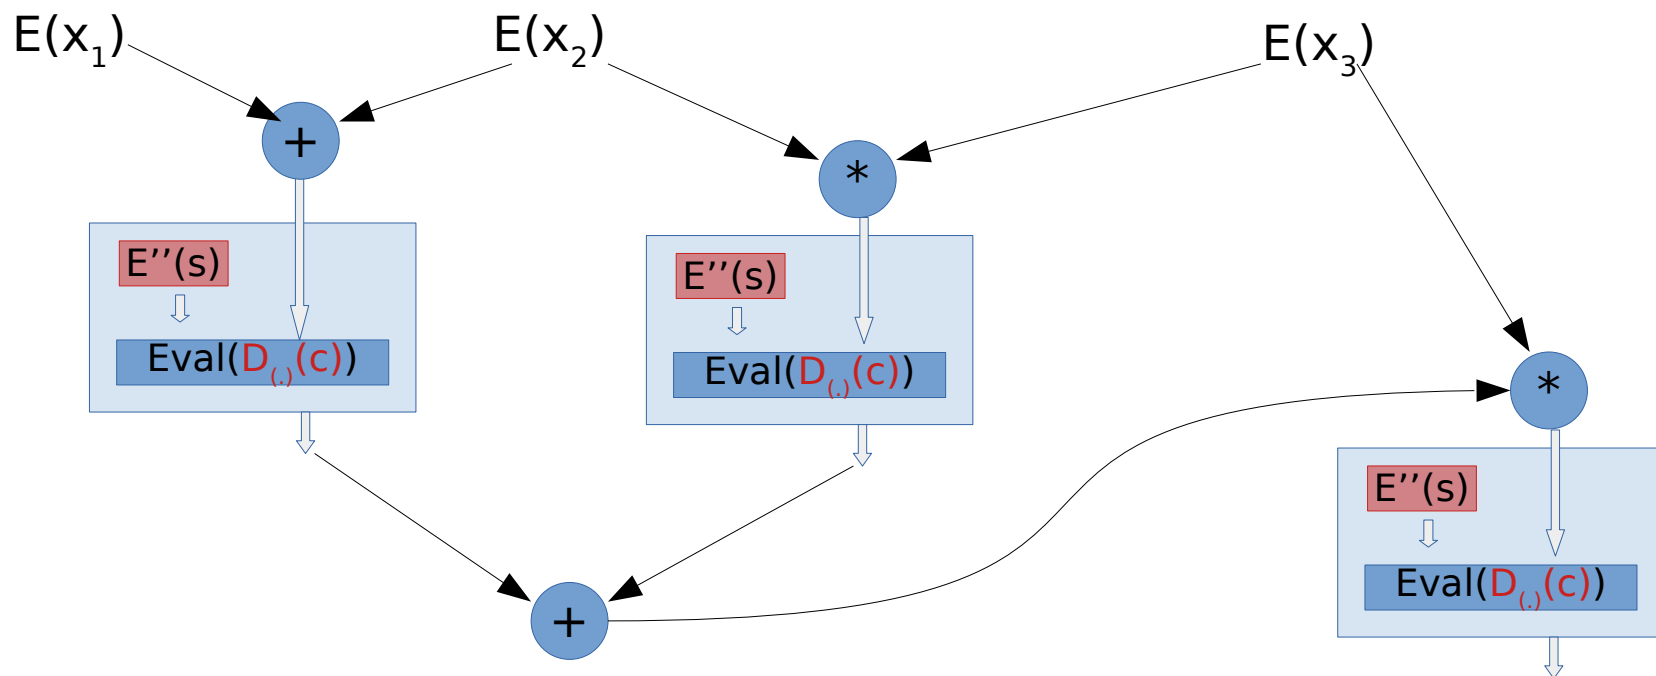 E(x₁)
E(x₂)
E(x₃)
+
*
E’’(s)
Eval(D₍.₎(c))
E’’(s)
Eval(D₍.₎(c))
*
E’’(s)
Eval(D₍.₎(c))
+